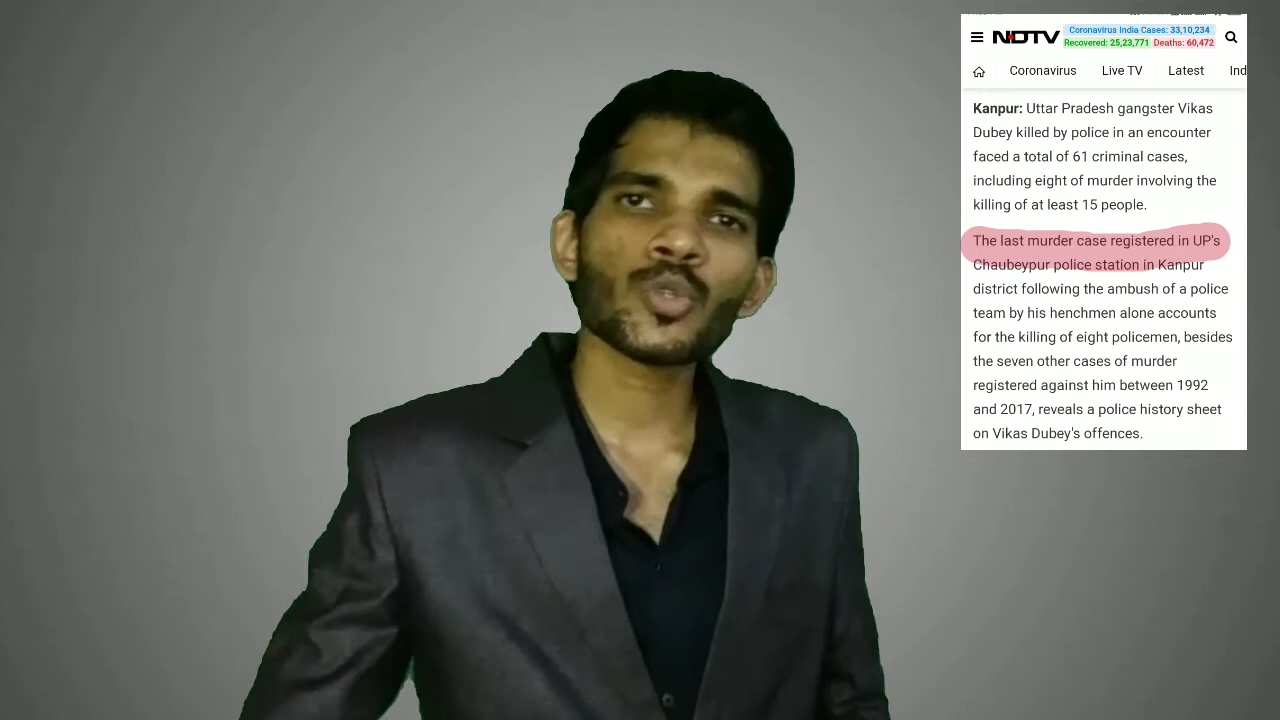 NDTV
Coronavirus India Cases: 33,10,234
Recovered: 25,23,771 Deaths: 60,472
Coronavirus Live TV Latest Ind
Kanpur: Uttar Pradesh gangster Vikas
Dubey killed by police in an encounter
faced a total of 61 criminal cases,
including eight of murder involving the
killing of at least 15 people.
The last murder case registered in UP's
Chaubeypur police station in Kanpur
district following the ambush of a police
team by his henchmen alone accounts
for the killing of eight policemen, besides
the seven other cases of murder
registered against him between 1992
and 2017, reveals a police history sheet
on Vikas Dubey's offences.